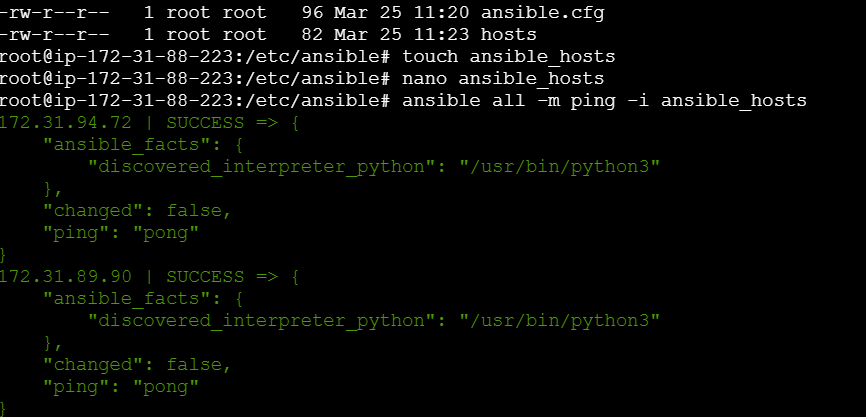 -rw-r--r--   1 root root   96 Mar 25 11:20 ansible.cfg
-rw-r--r--   1 root root   82 Mar 25 11:23 hosts
root@ip-172-31-88-223:/etc/ansible# touch ansible_hosts
root@ip-172-31-88-223:/etc/ansible# nano ansible_hosts
root@ip-172-31-88-223:/etc/ansible# ansible all -m ping -i ansible_hosts
172.31.94.72 | SUCCESS => {
    "ansible_facts": {
        "discovered_interpreter_python": "/usr/bin/python3"
    },
    "changed": false,
    "ping": "pong"
}
172.31.89.90 | SUCCESS => {
    "ansible_facts": {
        "discovered_interpreter_python": "/usr/bin/python3"
    },
    "changed": false,
    "ping": "pong"
}